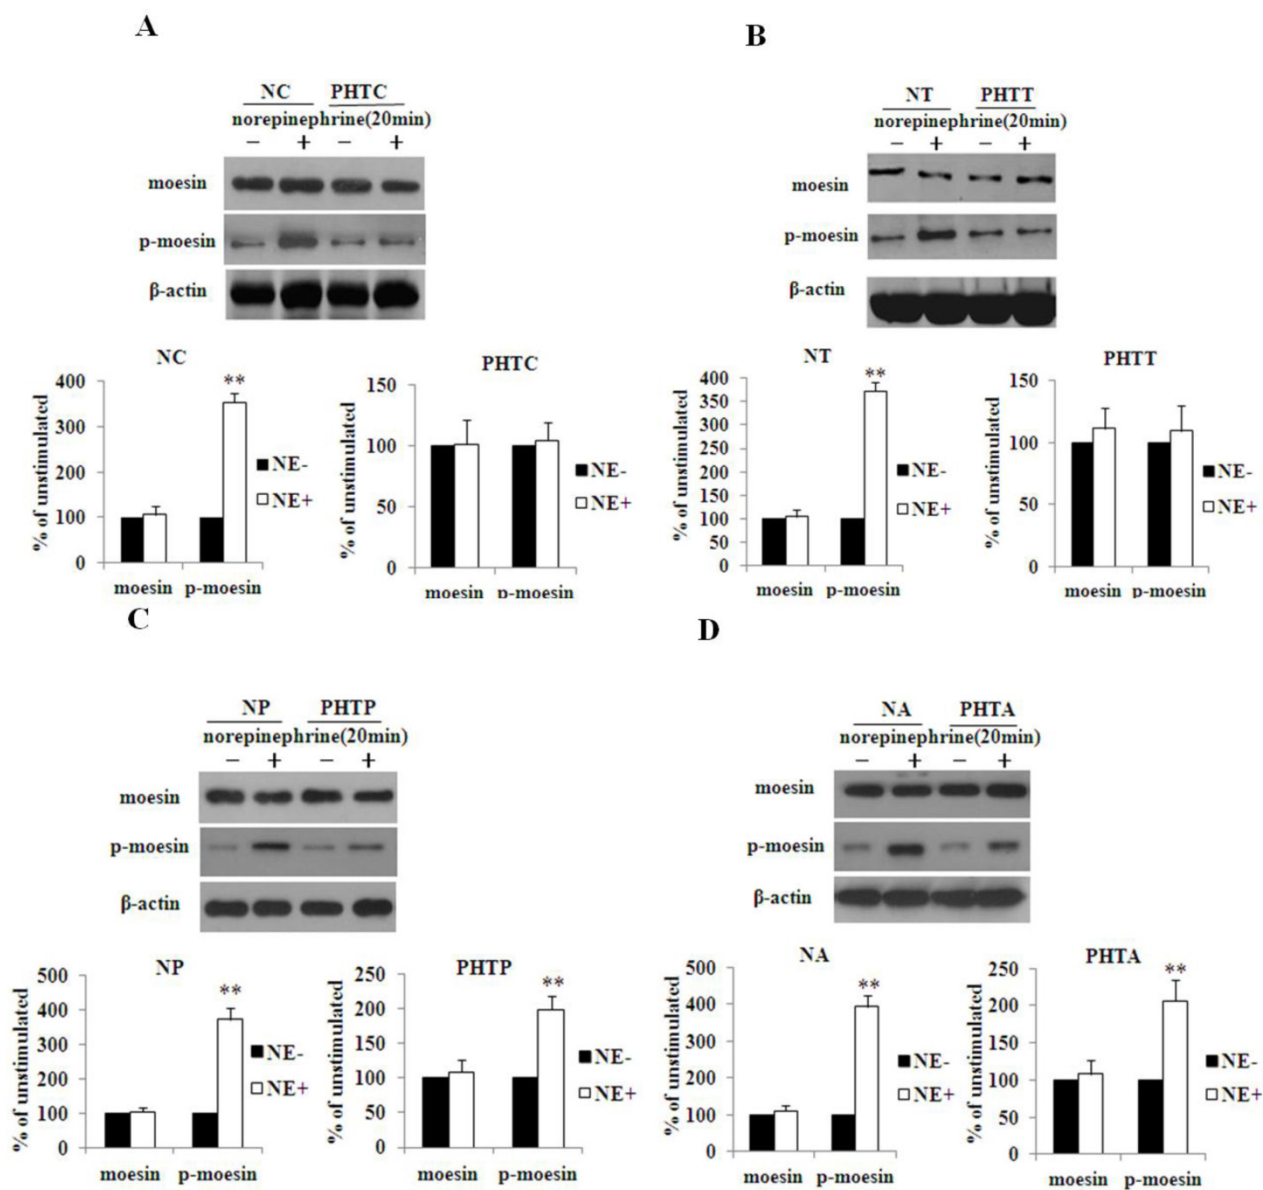 A
NC PHTC
norepinephrine(20min)
− + − +
moesin
p-moesin
β-actin
NC
% of unstimulated
400
300
200
100
0
moesin p-moesin
**
NE-
NE+
PHTC
150
100
50
0
moesin p-moesin
NE-
NE+
B
NT PHTT
norepinephrine(20min)
− + − +
moesin
p-moesin
β-actin
NT
% of unstimulated
400
350
300
250
200
150
100
50
0
moesin p-moesin
**
NE-
NE+
PHTT
% of unstimulated
150
100
50
0
moesin p-moesin
NE-
NE+
C
NP PHTP
norepinephrine(20min)
− + − +
moesin
p-moesin
β-actin
NP
% of unstimulated
500
400
300
200
100
0
moesin p-moesin
**
NE-
NE+
PHTP
% of unstimulated
250
200
150
100
50
0
moesin p-moesin
**
NE-
NE+
D
NA PHTA
norepinephrine(20min)
− + − +
moesin
p-moesin
β-actin
NA
% of unstimulated
500
400
300
200
100
0
moesin p-moesin
**
NE-
NE+
PHTA
% of unstimulated
250
200
150
100
50
0
moesin p-moesin
**
NE-
NE+